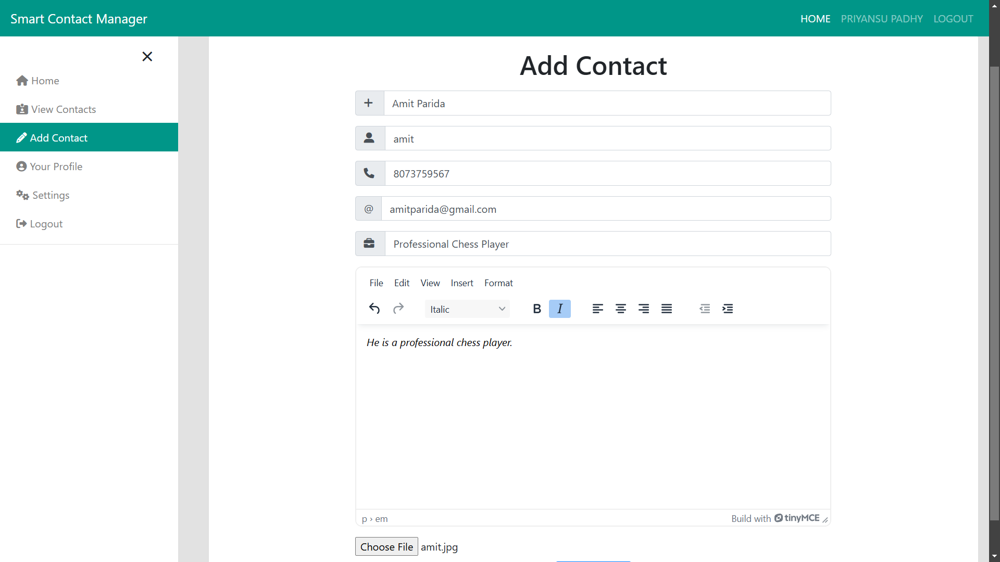 Smart Contact Manager
HOME PRIYANSU PADHY LOGOUT
Home
View Contacts
Add Contact
Your Profile
Settings
Logout
Add Contact
Amit Parida
amit
8073759567
@ amitparida@gmail.com
Professional Chess Player
File Edit View Insert Format
Italic B I
He is a professional chess player.
p › em
Build with tinyMCE
Choose File amit.jpg